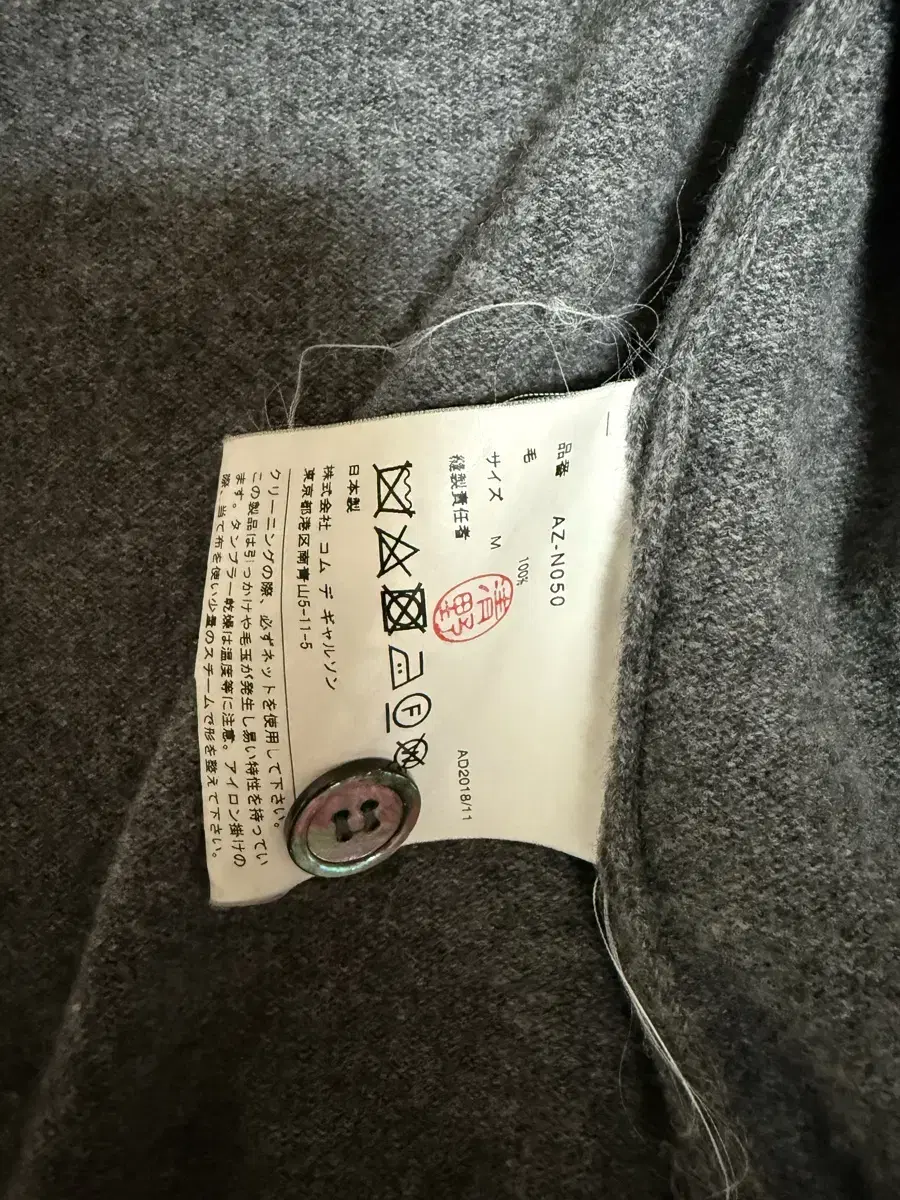 品番 AZ-N050
毛 100%
サイズ M
縫製責任者 清野
AD2018/11
F
日本製
株式会社 コム デ ギャルソン
東京都港区南青山5-11-5
クリーニングの際、必ずネットを使用して下さい。
この製品は引っかけや毛玉が発生し易い特性を持ってい
ます。タンブラー乾燥は温度等に注意。アイロン掛けの
際、当て布を使い少量のスチームで形を整えて下さい。